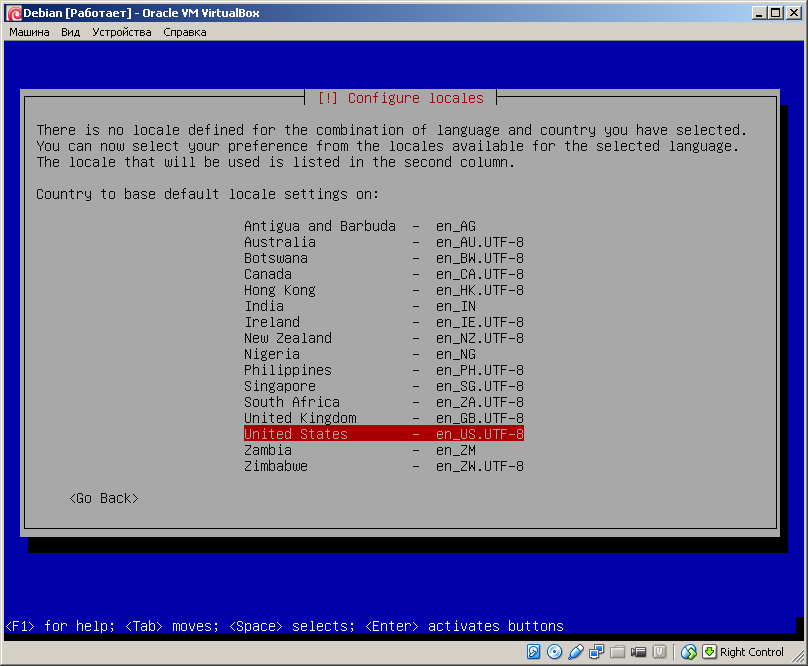 Debian [Работает] - Oracle VM VirtualBox
Машина Вид Устройства Справка
[!] Configure locales
There is no locale defined for the combination of language and country you have selected.
You can now select your preference from the locales available for the selected language.
The locale that will be used is listed in the second column.
Country to base default locale settings on:
Antigua and Barbuda - en_AG
Australia - en_AU.UTF-8
Botswana - en_BW.UTF-8
Canada - en_CA.UTF-8
Hong Kong - en_HK.UTF-8
India - en_IN
Ireland - en_IE.UTF-8
New Zealand - en_NZ.UTF-8
Nigeria - en_NG
Philippines - en_PH.UTF-8
Singapore - en_SG.UTF-8
South Africa - en_ZA.UTF-8
United Kingdom - en_GB.UTF-8
United States - en_US.UTF-8
Zambia - en_ZM
Zimbabwe - en_ZW.UTF-8
<Go Back>
<F1> for help; <Tab> moves; <Space> selects; <Enter> activates buttons
Right Control